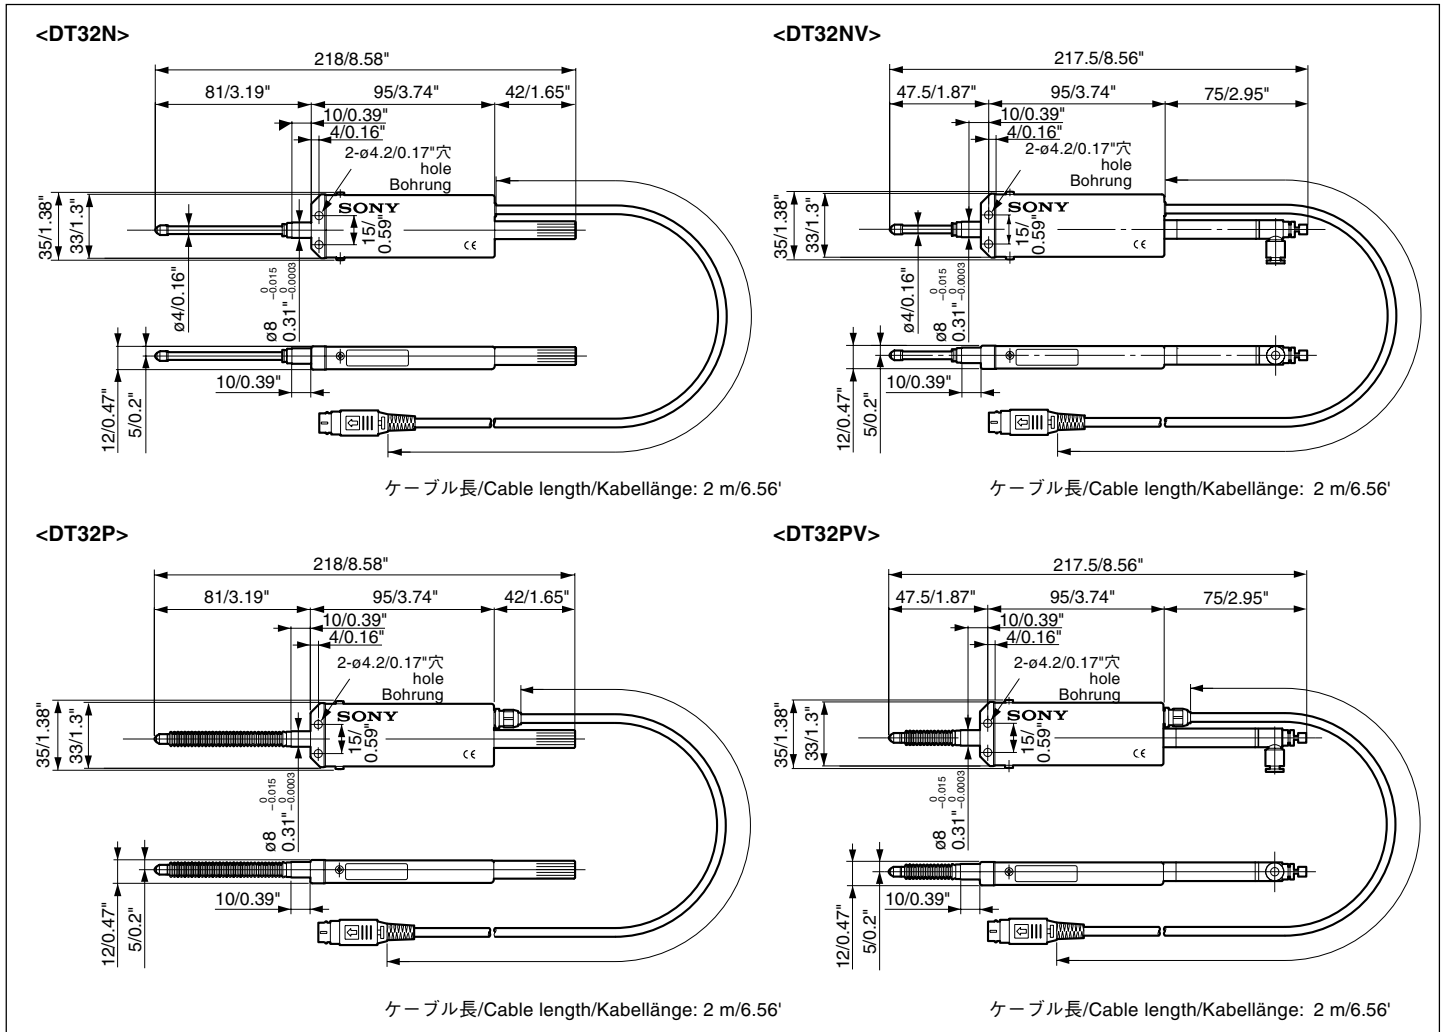 <DT32N>
218/8.58"
81/3.19"
95/3.74"
42/1.65"
10/0.39"
4/0.16"
2-ø4.2/0.17"穴
hole
Bohrung
35/1.38"
33/1.3"
SONY
15/
0.59"
CE
ø4/0.16"
ø8 0 -0.015
0.31" 0 -0.0003
10/0.39"
12/0.47"
5/0.2"
ケーブル長/Cable length/Kabellänge: 2 m/6.56'
<DT32NV>
217.5/8.56"
47.5/1.87"
95/3.74"
75/2.95"
10/0.39"
4/0.16"
2-ø4.2/0.17"穴
hole
Bohrung
35/1.38"
33/1.3"
SONY
15/
0.59"
CE
ø4/0.16"
ø8 0 -0.015
0.31" 0 -0.0003
10/0.39"
12/0.47"
5/0.2"
ケーブル長/Cable length/Kabellänge: 2 m/6.56'
<DT32P>
218/8.58"
81/3.19"
95/3.74"
42/1.65"
10/0.39"
4/0.16"
2-ø4.2/0.17"穴
hole
Bohrung
35/1.38"
33/1.3"
SONY
15/
0.59"
CE
ø8 0 -0.015
0.31" 0 -0.0003
10/0.39"
12/0.47"
5/0.2"
ケーブル長/Cable length/Kabellänge: 2 m/6.56'
<DT32PV>
217.5/8.56"
47.5/1.87"
95/3.74"
75/2.95"
10/0.39"
4/0.16"
2-ø4.2/0.17"穴
hole
Bohrung
35/1.38"
33/1.3"
SONY
15/
0.59"
CE
ø8 0 -0.015
0.31" 0 -0.0003
10/0.39"
12/0.47"
5/0.2"
ケーブル長/Cable length/Kabellänge: 2 m/6.56'